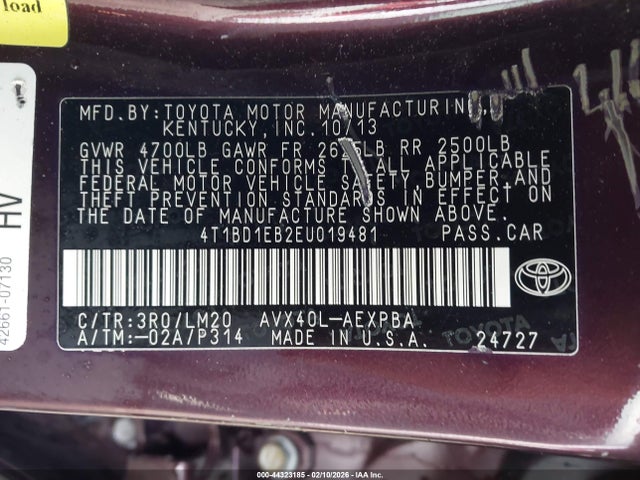 load
HV
42661-07130
MFD.BY:TOYOTA MOTOR MANUFACTURING,
KENTUCKY, INC. 10/13
GVWR 4700LB GAWR FR LB RR 2500LB
THIS VEHICLE CONFORMS TO ALL APPLICABLE
FEDERAL MOTOR VEHICLE SAFETY,BUMPER,AND
THEFT PREVENTION STANDARDS IN EFFECT ON
THE DATE OF MANUFACTURE SHOWN ABOVE.
4T1BD1EB2EU019481 PASS.CAR
C/TR:3R0/LM20 AVX40L-AEXPBA
A/TM:-02A/P314 MADE IN U.S.A. 24727
000-44323185 - 02/10/2026 - IAA Inc.